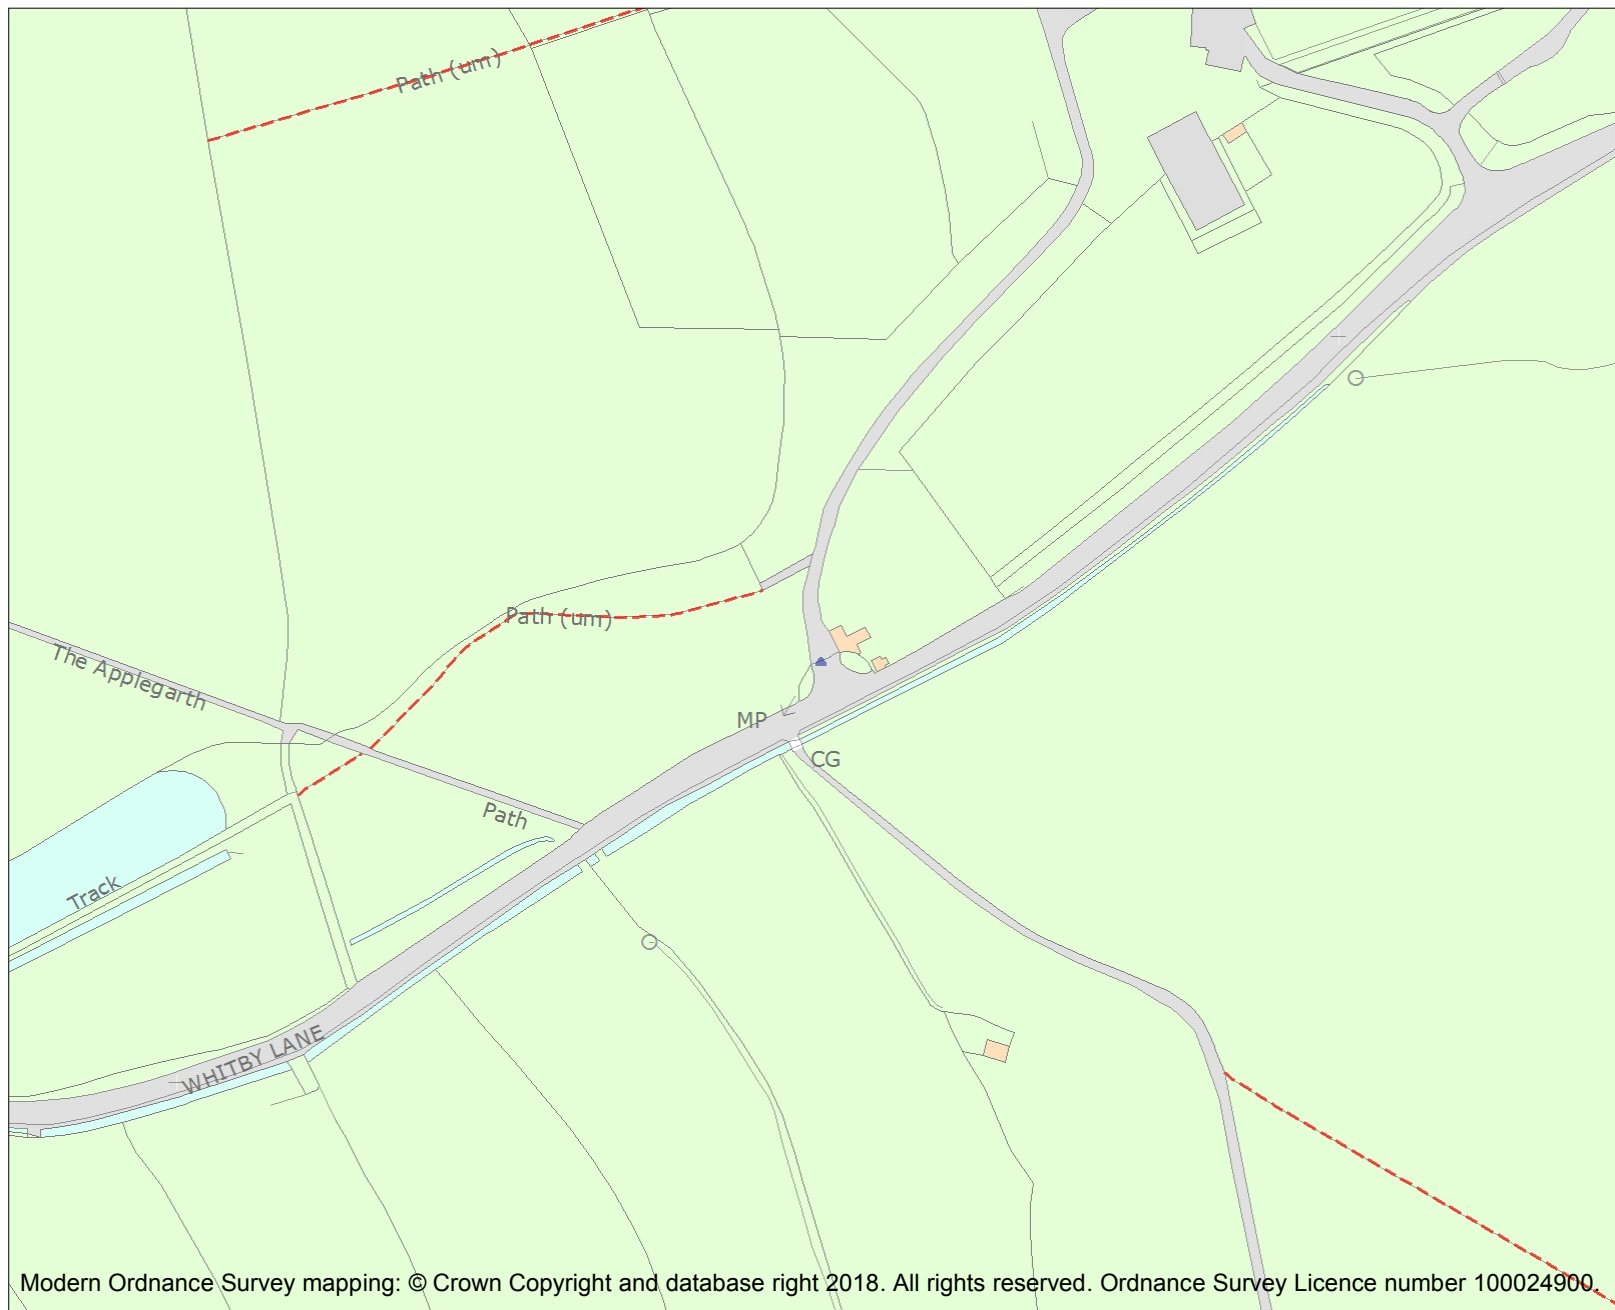 Path (um)
Path (um)
The Applegarth
MP
CG
Path
Track
WHITBY LANE
Modern Ordnance Survey mapping: © Crown Copyright and database right 2018. All rights reserved. Ordnance Survey Licence number 100024900.